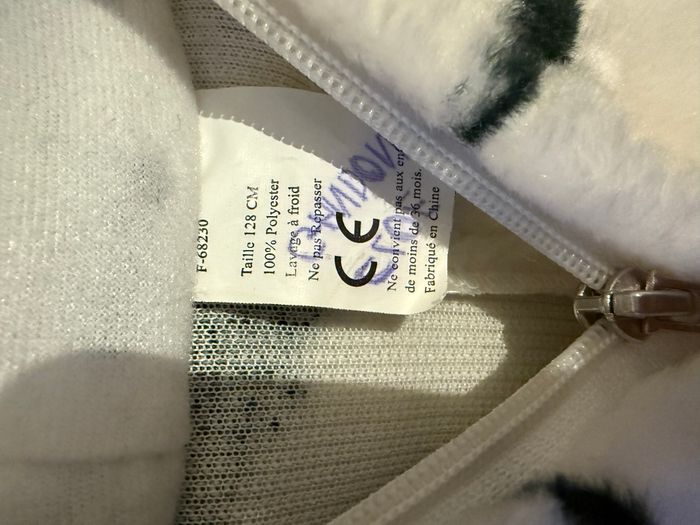 F-68230
Taille 128 CM
100% Polyester
Lavage à froid
Ne pas Repasser
CE
Ne convient pas aux en
de moins de 36 mois.
Fabriqué en Chine